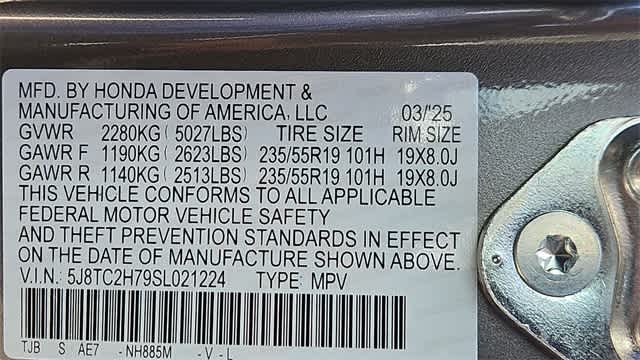 MFD. BY HONDA DEVELOPMENT &
MANUFACTURING OF AMERICA, LLC 03/'25
GVWR 2280KG ( 5027LBS) TIRE SIZE RIM SIZE
GAWR F 1190KG ( 2623LBS) 235/55R19 101H 19X8.0J
GAWR R 1140KG ( 2513LBS) 235/55R19 101H 19X8.0J
THIS VEHICLE CONFORMS TO ALL APPLICABLE
FEDERAL MOTOR VEHICLE SAFETY
AND THEFT PREVENTION STANDARDS IN EFFECT
ON THE DATE OF MANUFACTURE SHOWN ABOVE.
V.I.N: 5J8TC2H79SL021224 TYPE: MPV
TJB S AE7 - NH885M - V - L